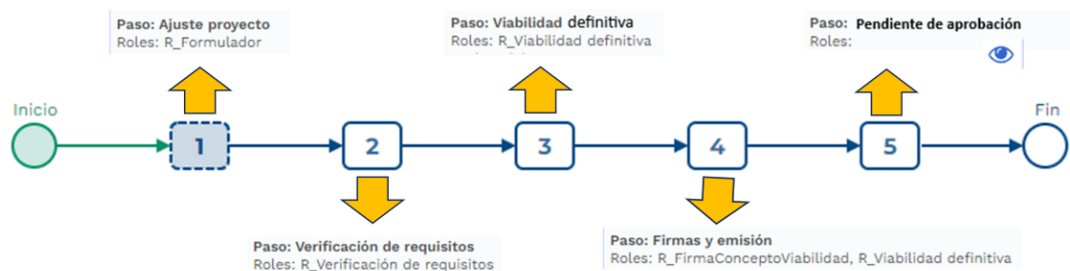 Paso: Ajuste proyecto
Roles: R_Formulador
Paso: Viabilidad definitiva
Roles: R_Viabilidad definitiva
Paso: Pendiente de aprobación
Roles:
Inicio
1
2
3
4
5
Fin
Paso: Verificación de requisitos
Roles: R_Verificación de requisitos
Paso: Firmas y emisión
Roles: R_FirmaConceptoViabilidad, R_Viabilidad definitiva